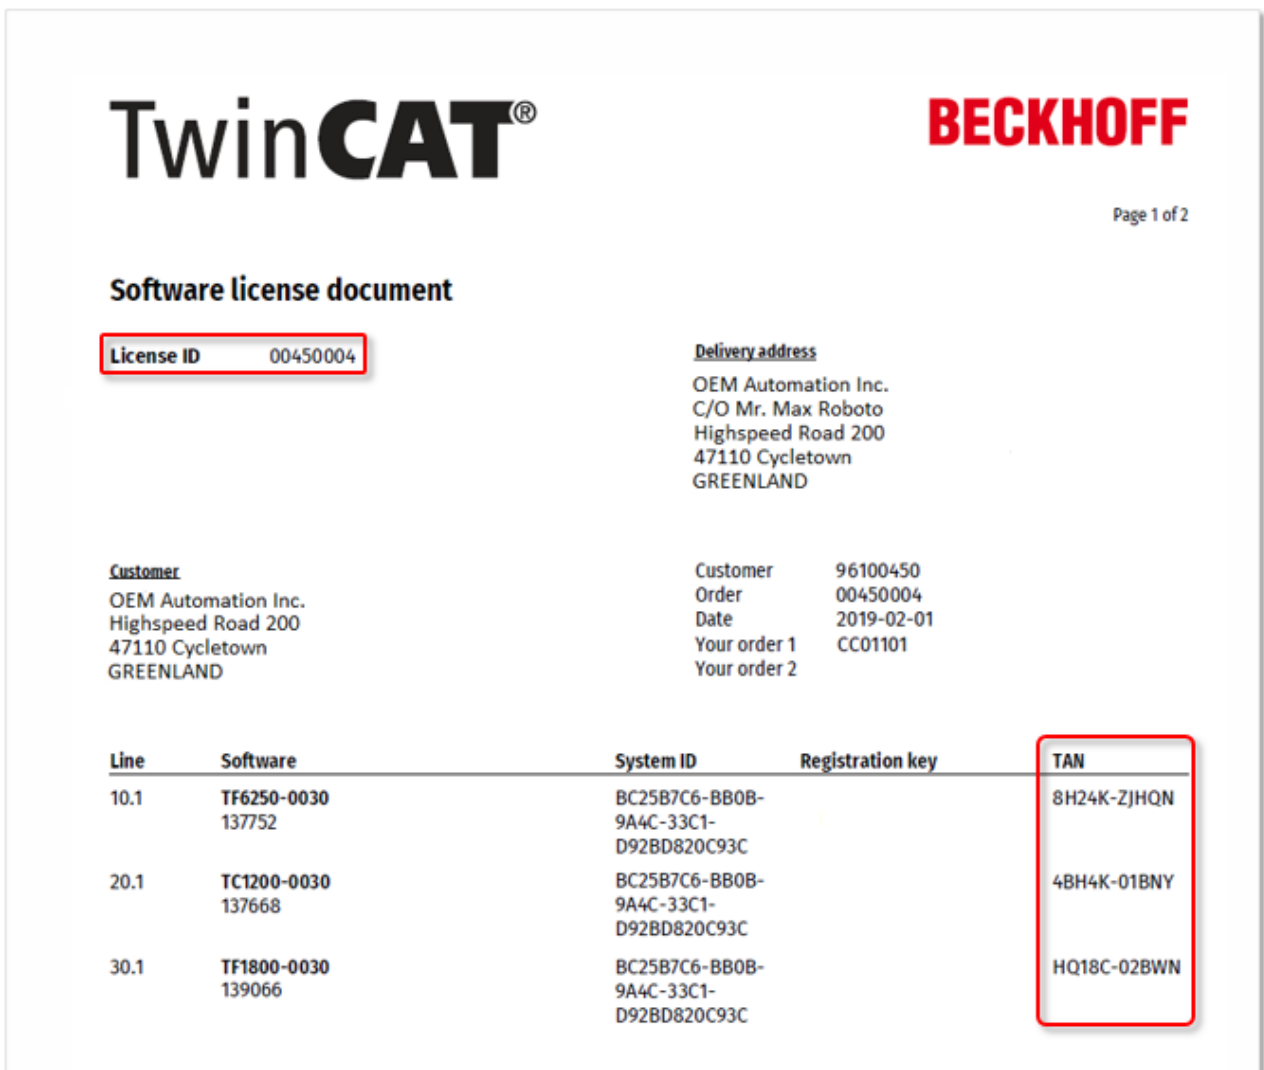 TwinCAT®
BECKHOFF
Page 1 of 2
Software license document
License ID 00450004
Delivery address
OEM Automation Inc.
C/O Mr. Max Roboto
Highspeed Road 200
47110 Cycletown
GREENLAND
Customer
OEM Automation Inc.
Highspeed Road 200
47110 Cycletown
GREENLAND
Customer 96100450
Order 00450004
Date 2019-02-01
Your order 1 CC01101
Your order 2
Line Software System ID Registration key TAN
10.1 TF6250-0030 BC25B7C6-BB0B- 8H24K-ZJHQN
137752 9A4C-33C1-
D92BD820C93C
20.1 TC1200-0030 BC25B7C6-BB0B- 4BH4K-01BNY
137668 9A4C-33C1-
D92BD820C93C
30.1 TF1800-0030 BC25B7C6-BB0B- HQ18C-02BWN
139066 9A4C-33C1-
D92BD820C93C